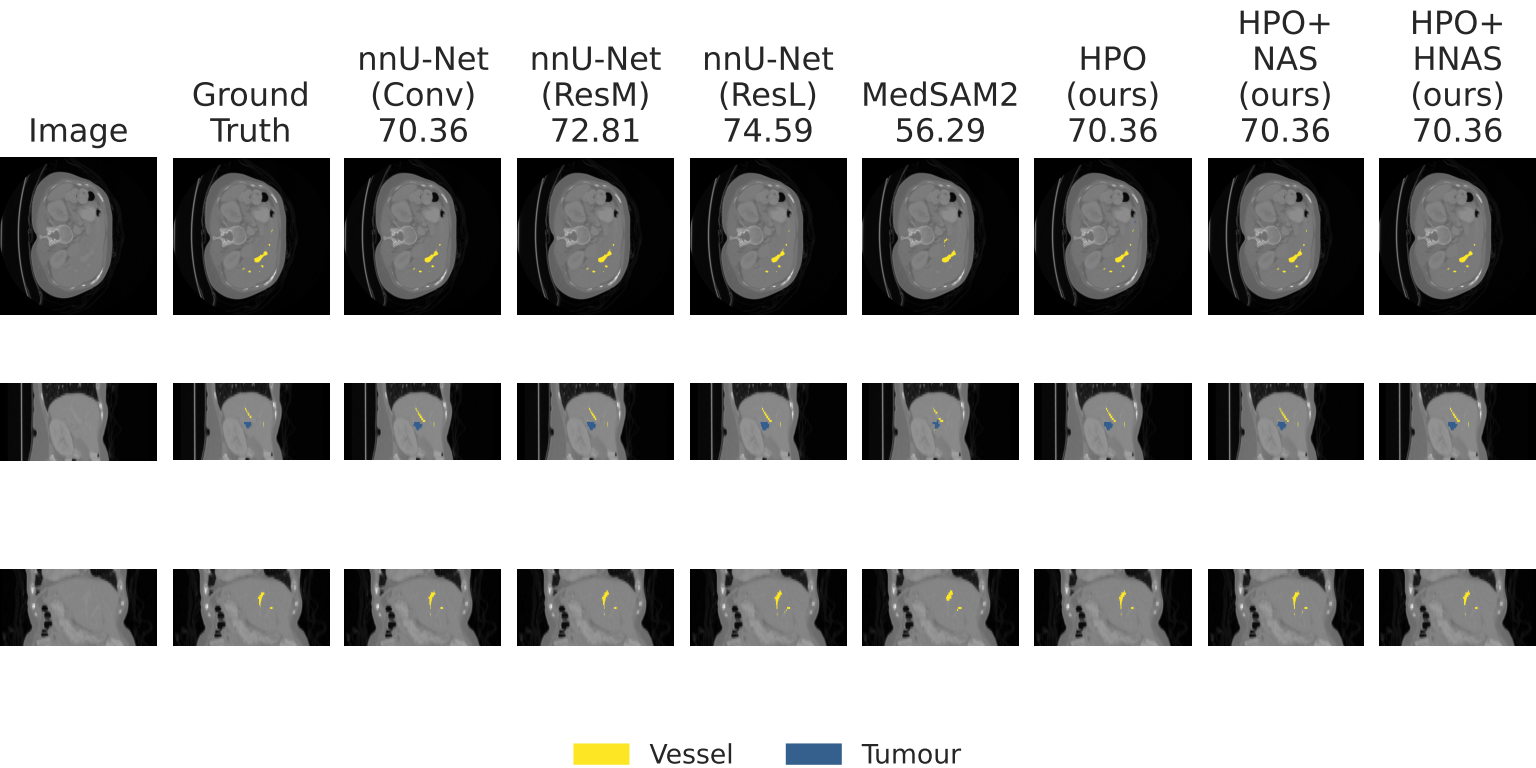 Image
Ground
Truth
nnU-Net
(Conv)
70.36
nnU-Net
(ResM)
72.81
nnU-Net
(ResL)
74.59
MedSAM2
56.29
HPO
(ours)
70.36
HPO+
NAS
(ours)
70.36
HPO+
HNAS
(ours)
70.36
Vessel
Tumour